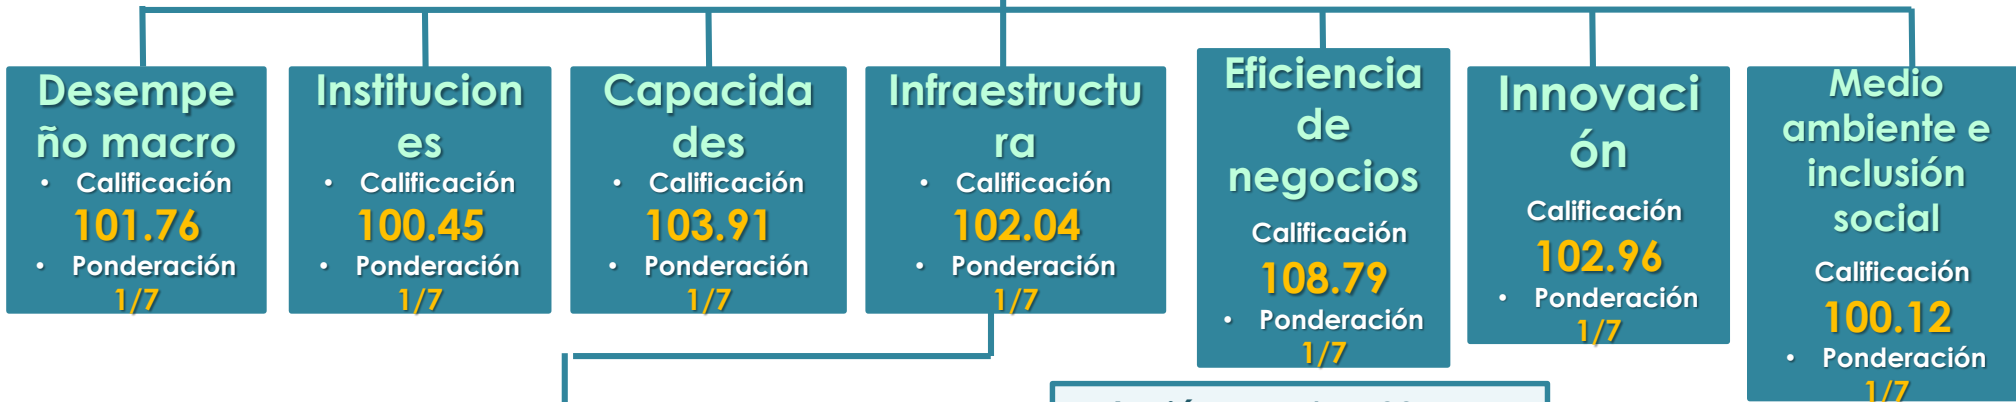 Desempe
ño macro
• Calificación
101.76
• Ponderación
1/7
Institucion
es
• Calificación
100.45
• Ponderación
1/7
Capacida
des
• Calificación
103.91
• Ponderación
1/7
Infraestructu
ra
• Calificación
102.04
• Ponderación
1/7
Eficiencia
de
negocios
Calificación
108.79
• Ponderación
1/7
Innovaci
ón
Calificación
102.96
• Ponderación
1/7
Medio
ambiente e
inclusión
social
Calificación
100.12
• Ponderación
1/7